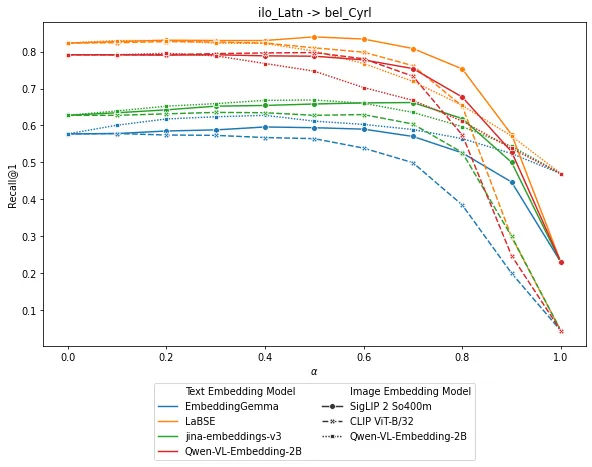 ilo_Latn -> bel_Cyrl
Recall@1
0.8
0.7
0.6
0.5
0.4
0.3
0.2
0.1
0.0 0.2 0.4 0.6 0.8 1.0
α
Text Embedding Model
EmbeddingGemma
LaBSE
jina-embeddings-v3
Qwen-VL-Embedding-2B
Image Embedding Model
SigLIP 2 So400m
CLIP ViT-B/32
Qwen-VL-Embedding-2B